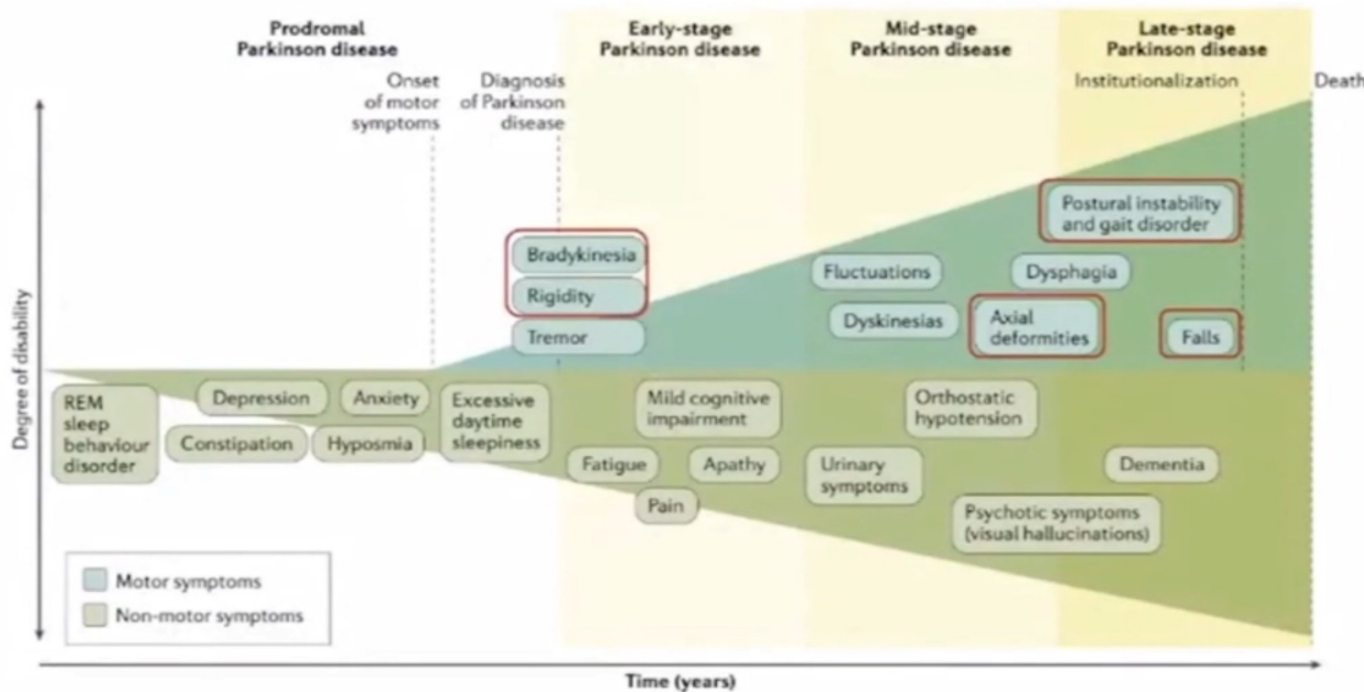 Prodromal
Parkinson disease
Early-stage
Parkinson disease
Mid-stage
Parkinson disease
Late-stage
Parkinson disease
Onset
of motor
symptoms
Diagnosis
of Parkinson
disease
Institutionalization
Death
Degree of disability
Bradykinesia
Rigidity
Tremor
Fluctuations
Dyskinesias
Postural instability
and gait disorder
Dysphagia
Axial
deformities
Falls
REM
sleep
behaviour
disorder
Depression
Anxiety
Constipation
Hyposmia
Excessive
daytime
sleepiness
Mild cognitive
impairment
Fatigue
Apathy
Pain
Orthostatic
hypotension
Urinary
symptoms
Dementia
Psychotic symptoms
(visual hallucinations)
Motor symptoms
Non-motor symptoms
Time (years)